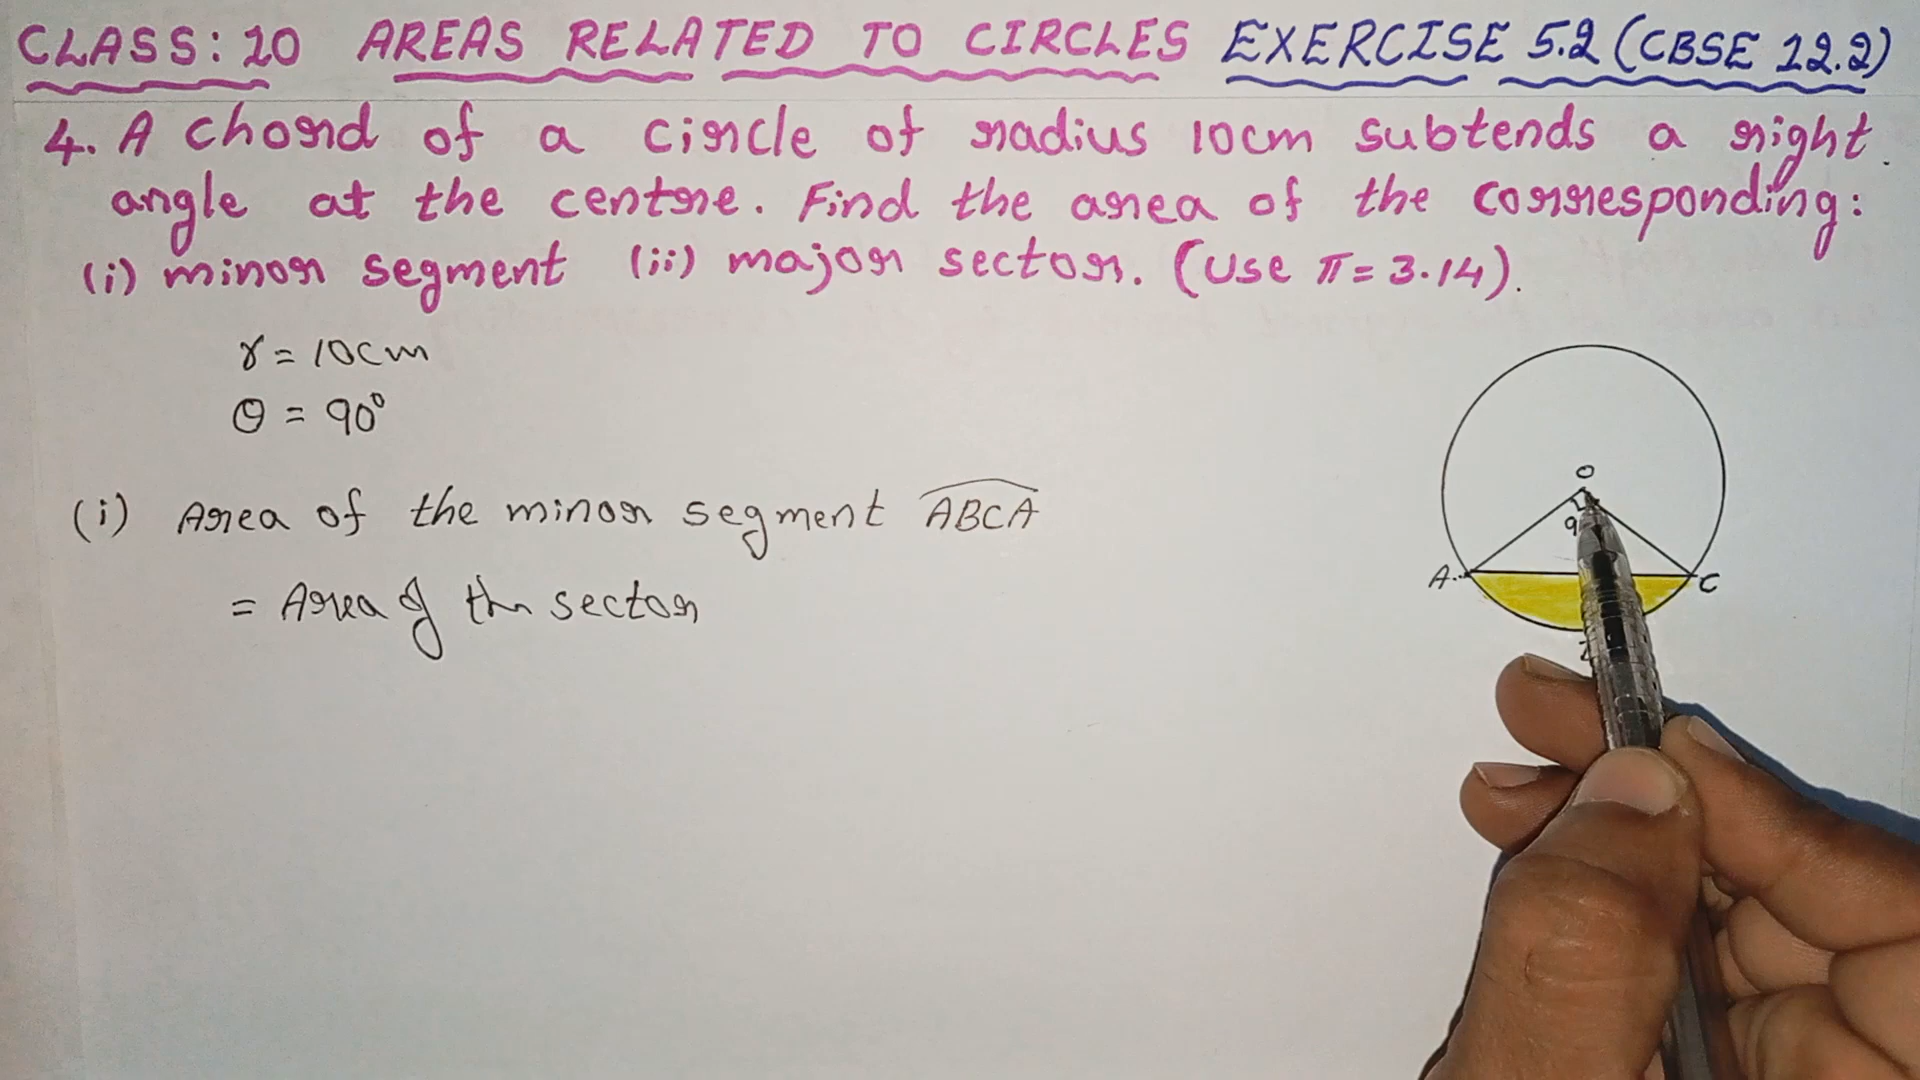 CLASS: 10 AREAS RELATED TO CIRCLES EXERCISE 5.2 (CBSE 12.2)
4. A chord of a circle of radius 10cm subtends a right
angle at the centre. Find the area of the corresponding:
(i) minor segment (ii) major sector. (Use π = 3.14).
r = 10cm
θ = 90°
(i) Area of the minor segment ABCA
= Area of the sector
O
A
C